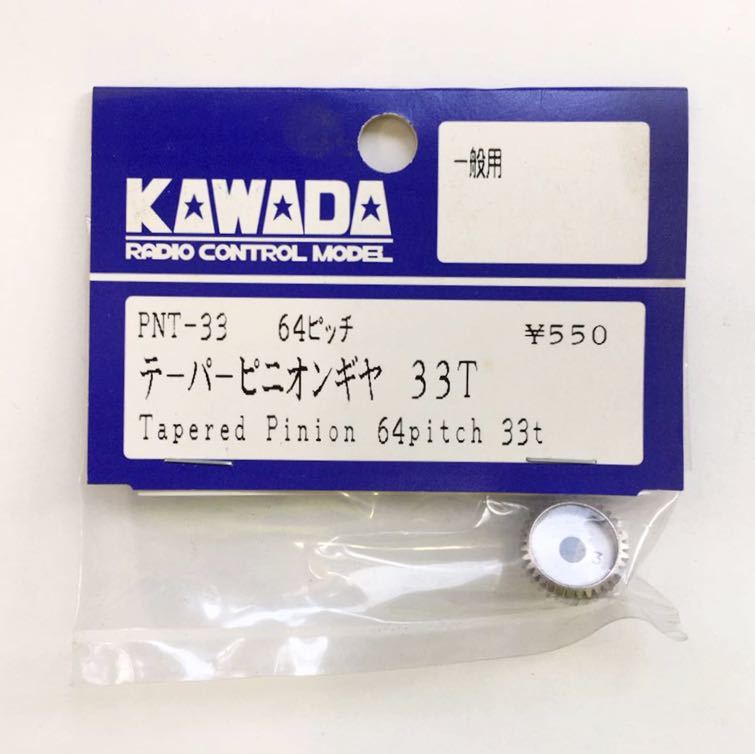 KAWADA
RADIO CONTROL MODEL
一般用
PNT-33 64ピッチ ¥550
テーパーピニオンギヤ 33T
Tapered Pinion 64pitch 33t